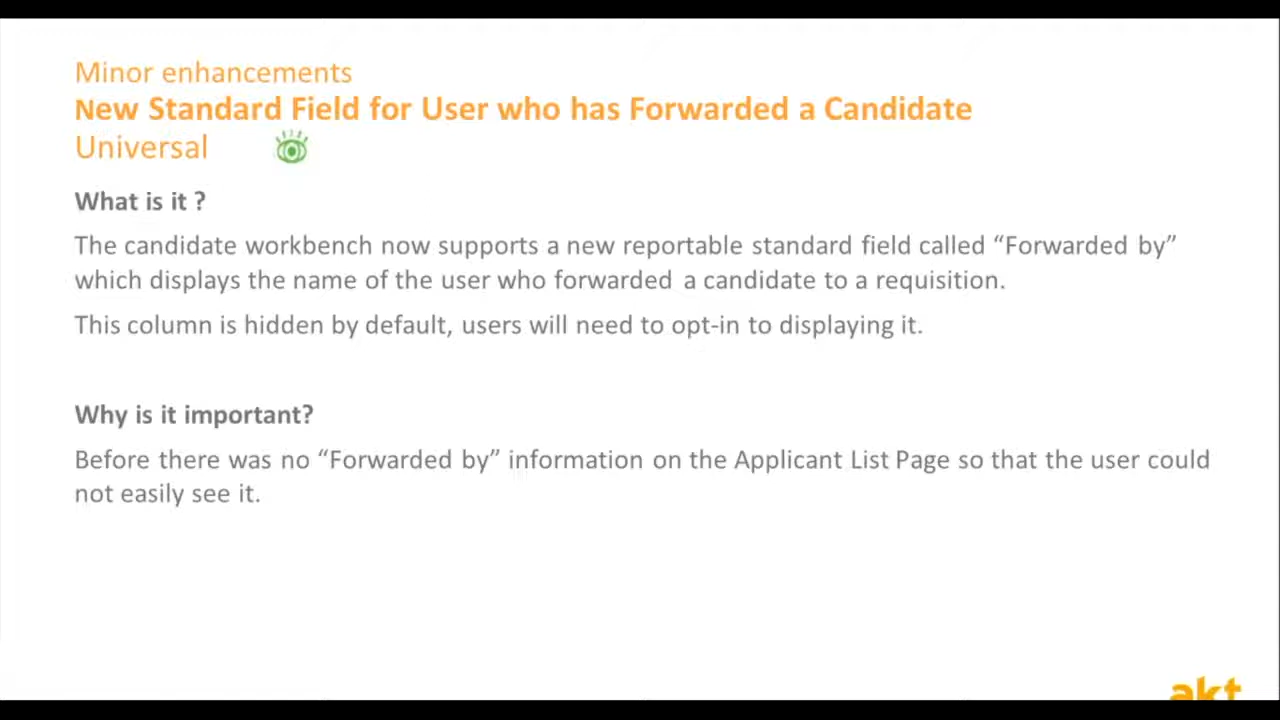 Minor enhancements
New Standard Field for User who has Forwarded a Candidate
Universal
What is it ?
The candidate workbench now supports a new reportable standard field called “Forwarded by”
which displays the name of the user who forwarded a candidate to a requisition.
This column is hidden by default, users will need to opt-in to displaying it.
Why is it important?
Before there was no “Forwarded by” information on the Applicant List Page so that the user could
not easily see it.
akt